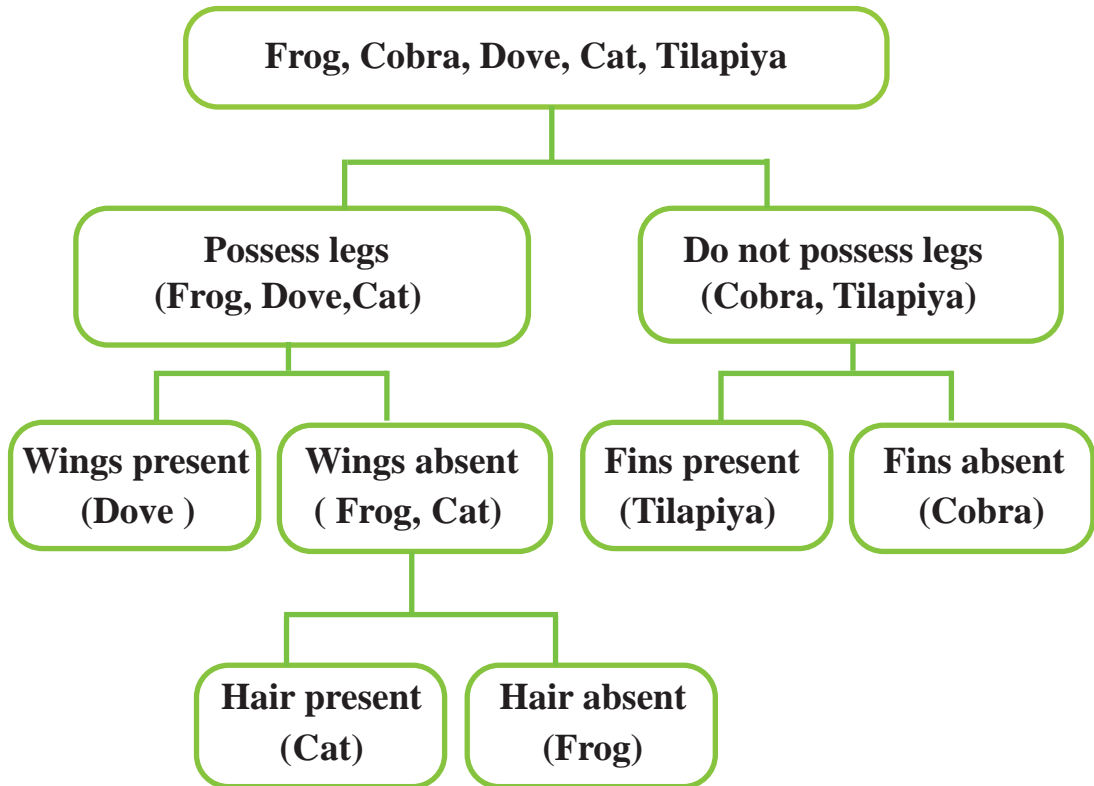 Frog, Cobra, Dove, Cat, Tilapiya
Possess legs
(Frog, Dove,Cat)
Do not possess legs
(Cobra, Tilapiya)
Wings present
(Dove )
Wings absent
( Frog, Cat)
Fins present
(Tilapiya)
Fins absent
(Cobra)
Hair present
(Cat)
Hair absent
(Frog)